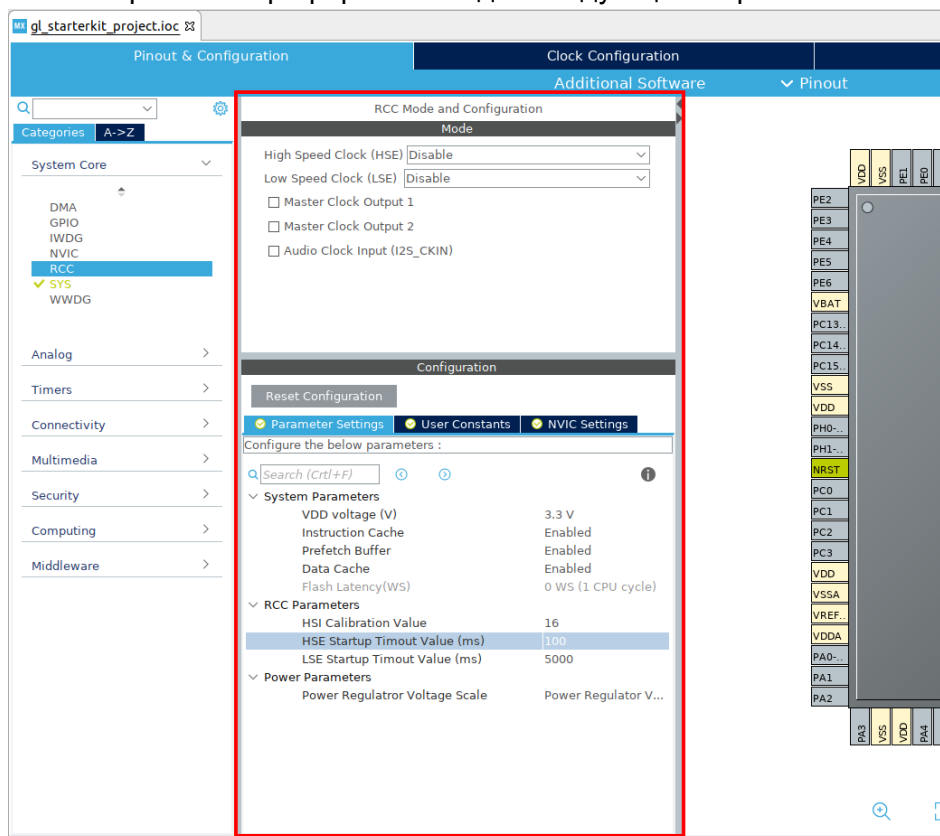 gl_starterkit_project.ioc
Pinout & Configuration
Clock Configuration
Additional Software
Pinout
Categories
A->Z
System Core
DMA
GPIO
IWDG
NVIC
RCC
SYS
WWDG
Analog
Timers
Connectivity
Multimedia
Security
Computing
Middleware
RCC Mode and Configuration
Mode
High Speed Clock (HSE) Disable
Low Speed Clock (LSE) Disable
Master Clock Output 1
Master Clock Output 2
Audio Clock Input (I2S_CKIN)
Configuration
Reset Configuration
Parameter Settings
User Constants
NVIC Settings
Configure the below parameters :
Search (Crtl+F)
System Parameters
VDD voltage (V) 3.3 V
Instruction Cache Enabled
Prefetch Buffer Enabled
Data Cache Enabled
Flash Latency(WS) 0 WS (1 CPU cycle)
RCC Parameters
HSI Calibration Value 16
HSE Startup Timout Value (ms) 100
LSE Startup Timout Value (ms) 5000
Power Parameters
Power Regulatror Voltage Scale Power Regulator V...
VDD
VSS
PE1
PE0
PE2
PE3
PE4
PE5
PE6
VBAT
PC13..
PC14..
PC15..
VSS
VDD
PH0-..
PH1-..
NRST
PC0
PC1
PC2
PC3
VDD
VSSA
VREF..
VDDA
PA0-..
PA1
PA2
PA3
VSS
VDD
PA4